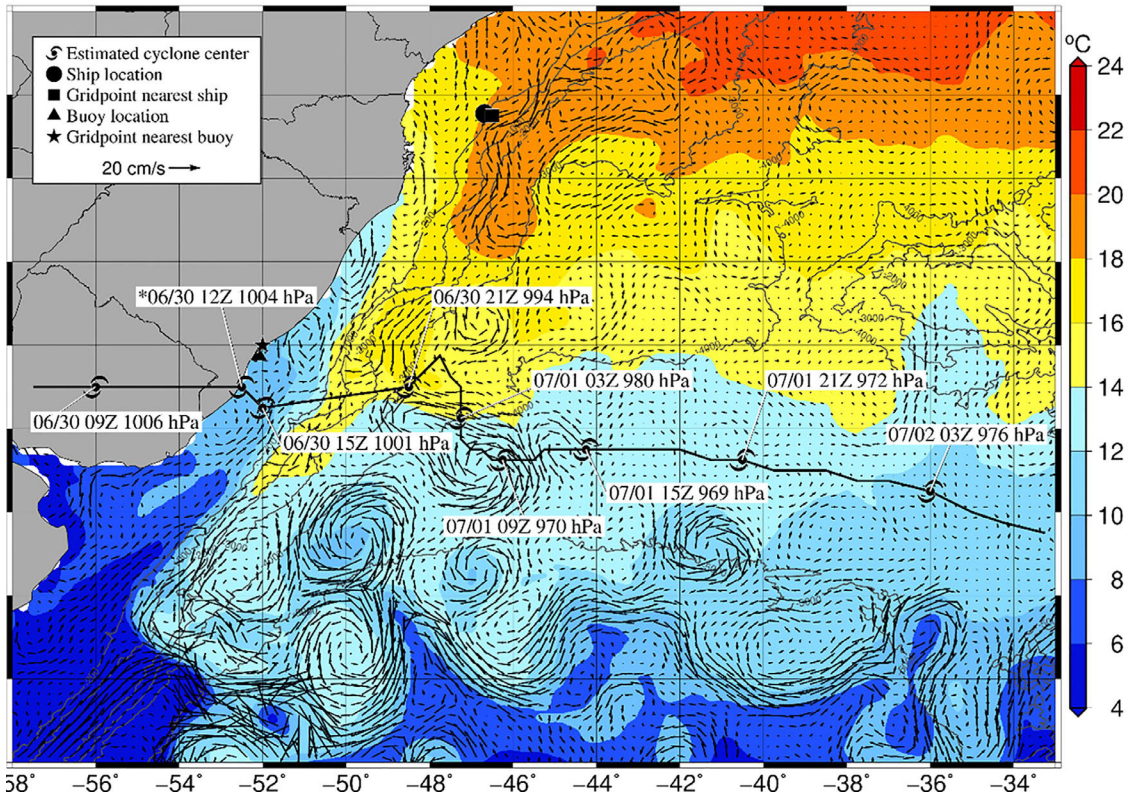 Estimated cyclone center
Ship location
Gridpoint nearest ship
Buoy location
Gridpoint nearest buoy
20 cm/s
*06/30 12Z 1004 hPa
06/30 21Z 994 hPa
07/01 03Z 980 hPa
07/01 21Z 972 hPa
06/30 09Z 1006 hPa
06/30 15Z 1001 hPa
07/02 03Z 976 hPa
07/01 15Z 969 hPa
07/01 09Z 970 hPa
58° −56 −54 −52 −50 −48 −46 −44 −42 −40 −38 −36 −34
ºC
24
22
20
18
16
14
12
10
8
6
4